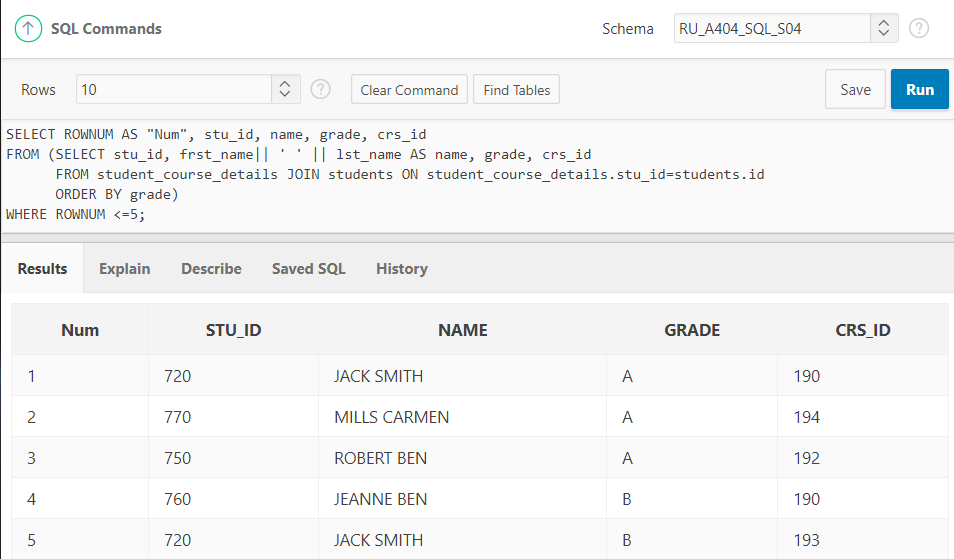 SQL Commands Schema RU_A404_SQL_S04 ?
Rows 10 ? Clear Command Find Tables Save Run
SELECT ROWNUM AS "Num", stu_id, name, grade, crs_id
FROM (SELECT stu_id, frst_name|| ' ' || lst_name AS name, grade, crs_id
FROM student_course_details JOIN students ON student_course_details.stu_id=students.id
ORDER BY grade)
WHERE ROWNUM <=5;
Results Explain Describe Saved SQL History
Num STU_ID NAME GRADE CRS_ID
1 720 JACK SMITH A 190
2 770 MILLS CARMEN A 194
3 750 ROBERT BEN A 192
4 760 JEANNE BEN B 190
5 720 JACK SMITH B 193